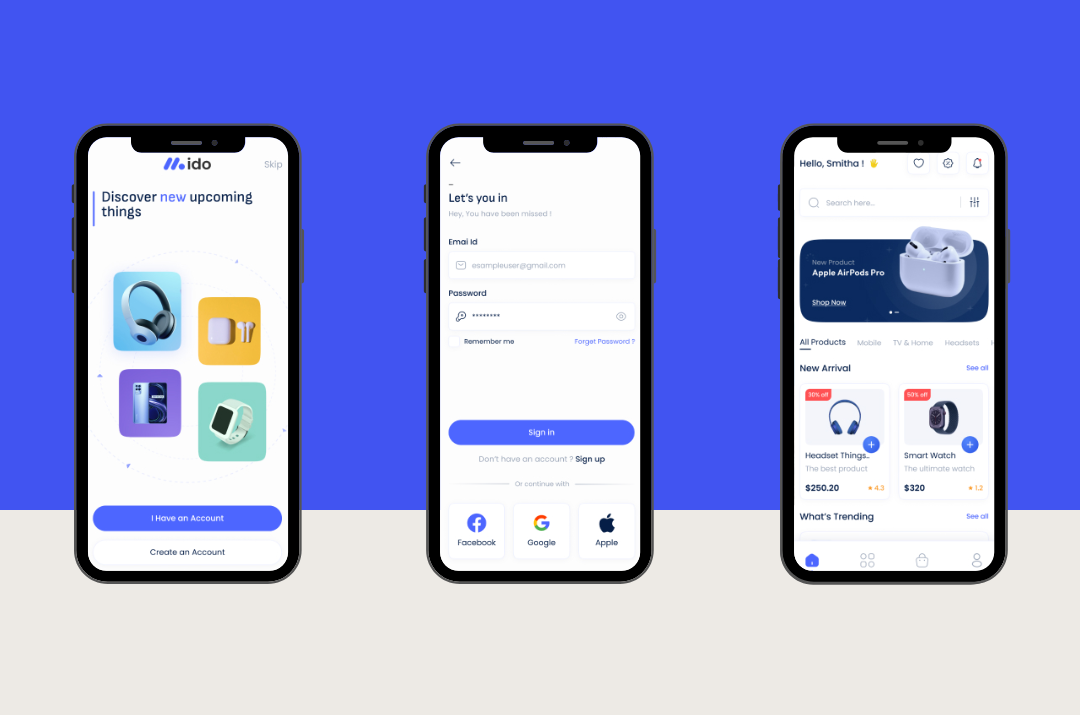 ido
Skip
Discover new upcoming
things
I Have an Account
Create an Account
Let's you in
Hey, You have been missed !
Emai Id
esampleuser@gmail.com
Password
********
Remember me
Forget Password ?
Sign in
Don't have an account ? Sign up
Or continue with
Facebook
Google
Apple
Hello, Smitha !
Search here...
New Product
Apple AirPods Pro
Shop Now
All Products
Mobile
TV & Home
Headsets
New Arrival
See all
30% off
Headset Things..
The best product
$250.20
4.3
50% off
Smart Watch
The ultimate watch
$320
1.2
What's Trending
See all